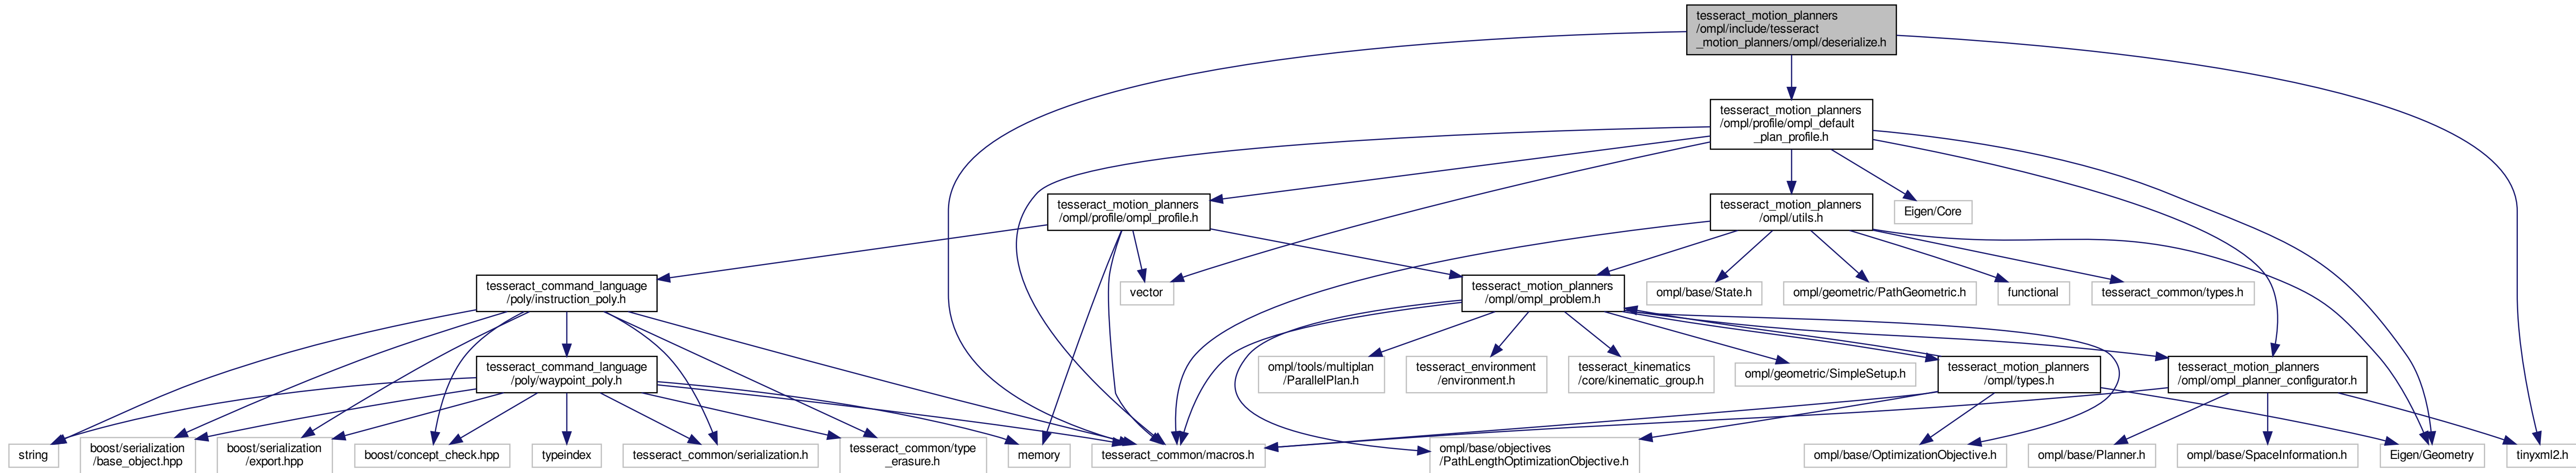 tesseract_motion_planners
/ompl/include/tesseract
_motion_planners/ompl/deserialize.h
tesseract_motion_planners
/ompl/profile/ompl_default
_plan_profile.h
tesseract_motion_planners
/ompl/profile/ompl_profile.h
tesseract_motion_planners
/ompl/utils.h
Eigen/Core
tesseract_command_language
/poly/instruction_poly.h
vector
tesseract_motion_planners
/ompl/ompl_problem.h
ompl/base/State.h
ompl/geometric/PathGeometric.h
functional
tesseract_common/types.h
tesseract_command_language
/poly/waypoint_poly.h
ompl/tools/multiplan
/ParallelPlan.h
tesseract_environment
/environment.h
tesseract_kinematics
/core/kinematic_group.h
ompl/geometric/SimpleSetup.h
tesseract_motion_planners
/ompl/types.h
tesseract_motion_planners
/ompl/ompl_planner_configurator.h
string
boost/serialization
/base_object.hpp
boost/serialization
/export.hpp
boost/concept_check.hpp
typeindex
tesseract_common/serialization.h
tesseract_common/type
_erasure.h
memory
tesseract_common/macros.h
ompl/base/objectives
/PathLengthOptimizationObjective.h
ompl/base/OptimizationObjective.h
ompl/base/Planner.h
ompl/base/SpaceInformation.h
Eigen/Geometry
tinyxml2.h